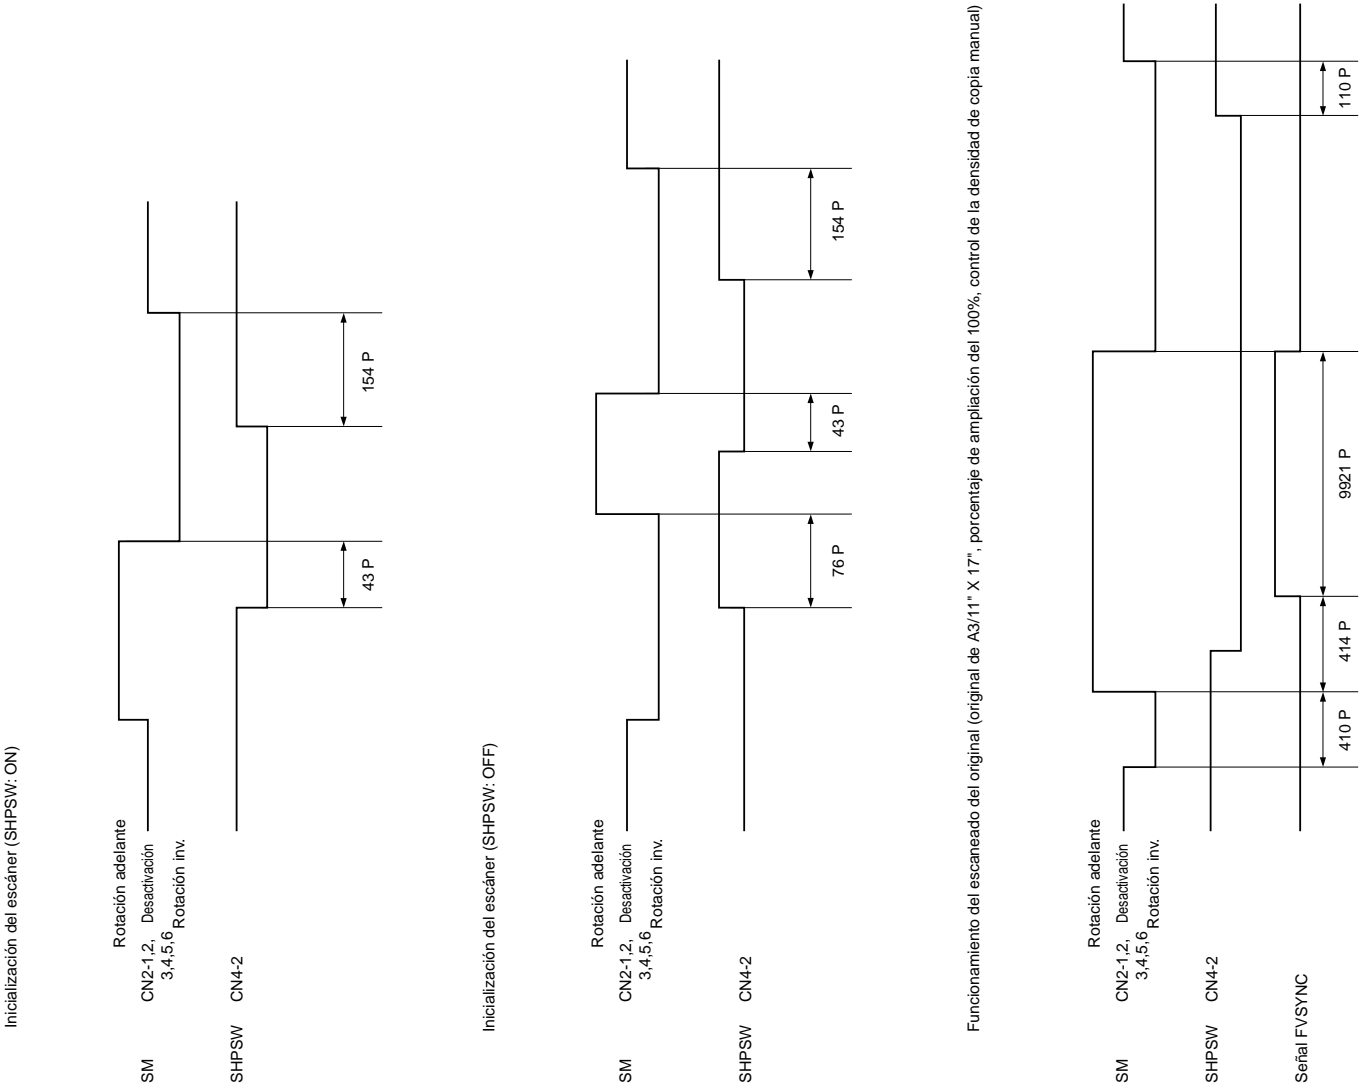 Inicialización del escáner (SHPSW: ON)
Rotación adelante
SM CN2-1,2, Desactivación
3,4,5,6 Rotación inv.
SHPSW CN4-2
43 P
154 P
Inicialización del escáner (SHPSW: OFF)
Rotación adelante
SM CN2-1,2, Desactivación
3,4,5,6 Rotación inv.
SHPSW CN4-2
76 P
43 P
154 P
Funcionamiento del escaneado del original (original de A3/11" X 17", porcentaje de ampliación del 100%, control de la densidad de copia manual)
Rotación adelante
SM CN2-1,2, Desactivación
3,4,5,6 Rotación inv.
SHPSW CN4-2
Señal FVSYNC
410 P
414 P
9921 P
110 P